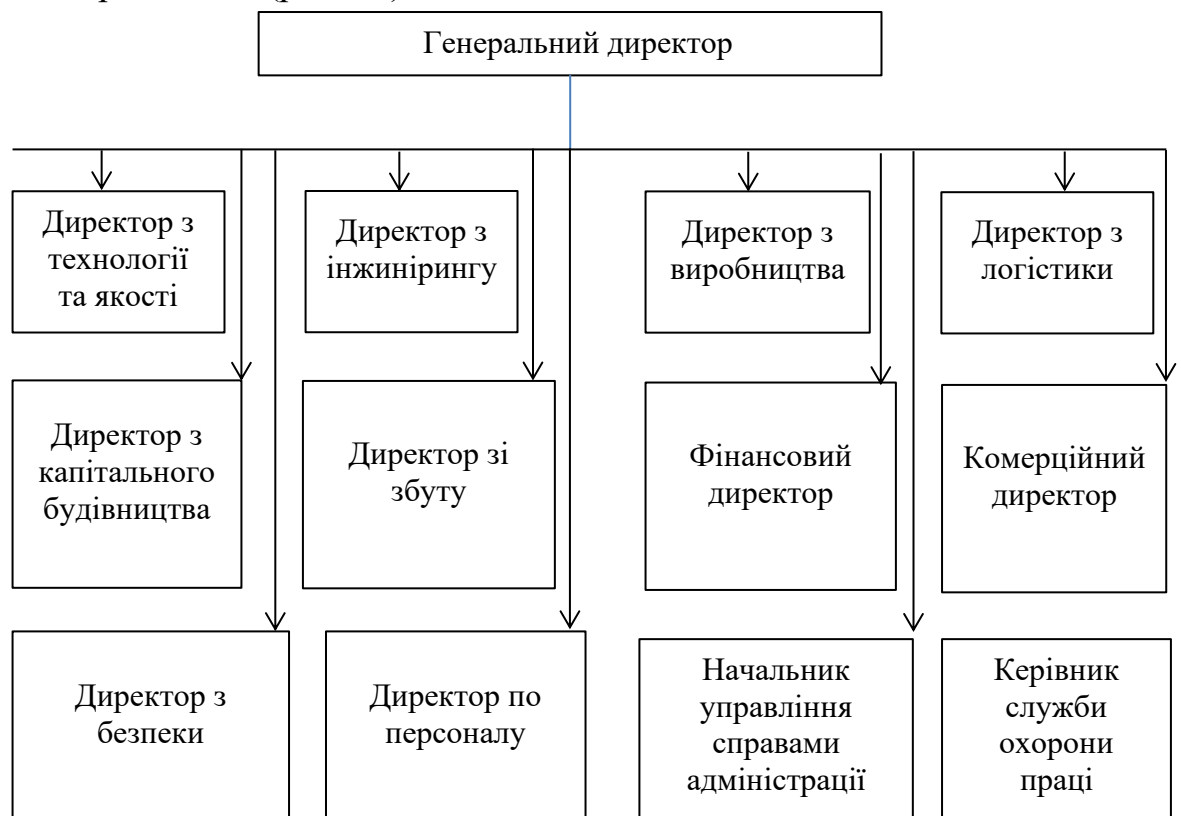 Генеральний директор
Директор з
технології
та якості
Директор з
інжинірингу
Директор з
виробництва
Директор з
логістики
Директор з
капітального
будівництва
Директор зі
збуту
Фінансовий
директор
Комерційний
директор
Директор з
безпеки
Директор по
персоналу
Начальник
управління
справами
адміністрації
Керівник
служби
охорони
праці